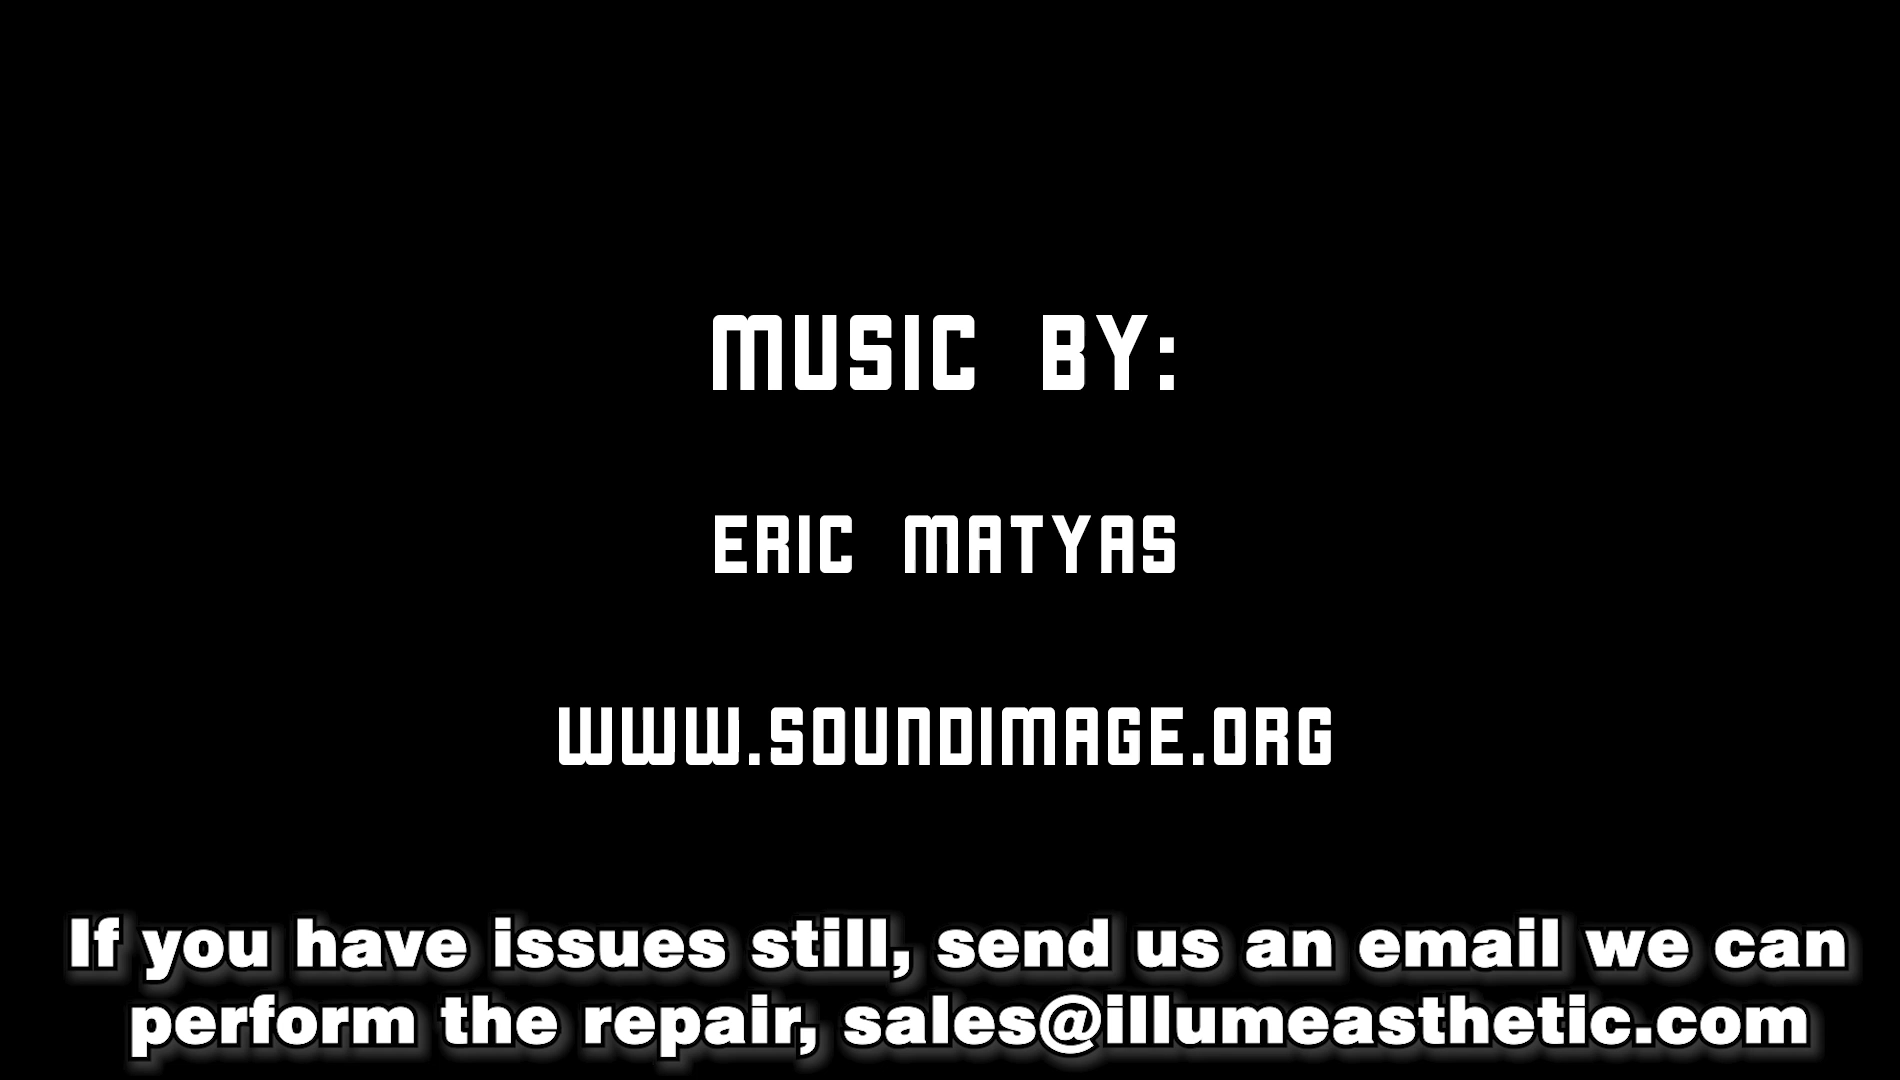 MUSIC BY:
ERIC MATYAS
WWW.SOUNDIMAGE.ORG
If you have issues still, send us an email we can
perform the repair, sales@illumeasthetic.com